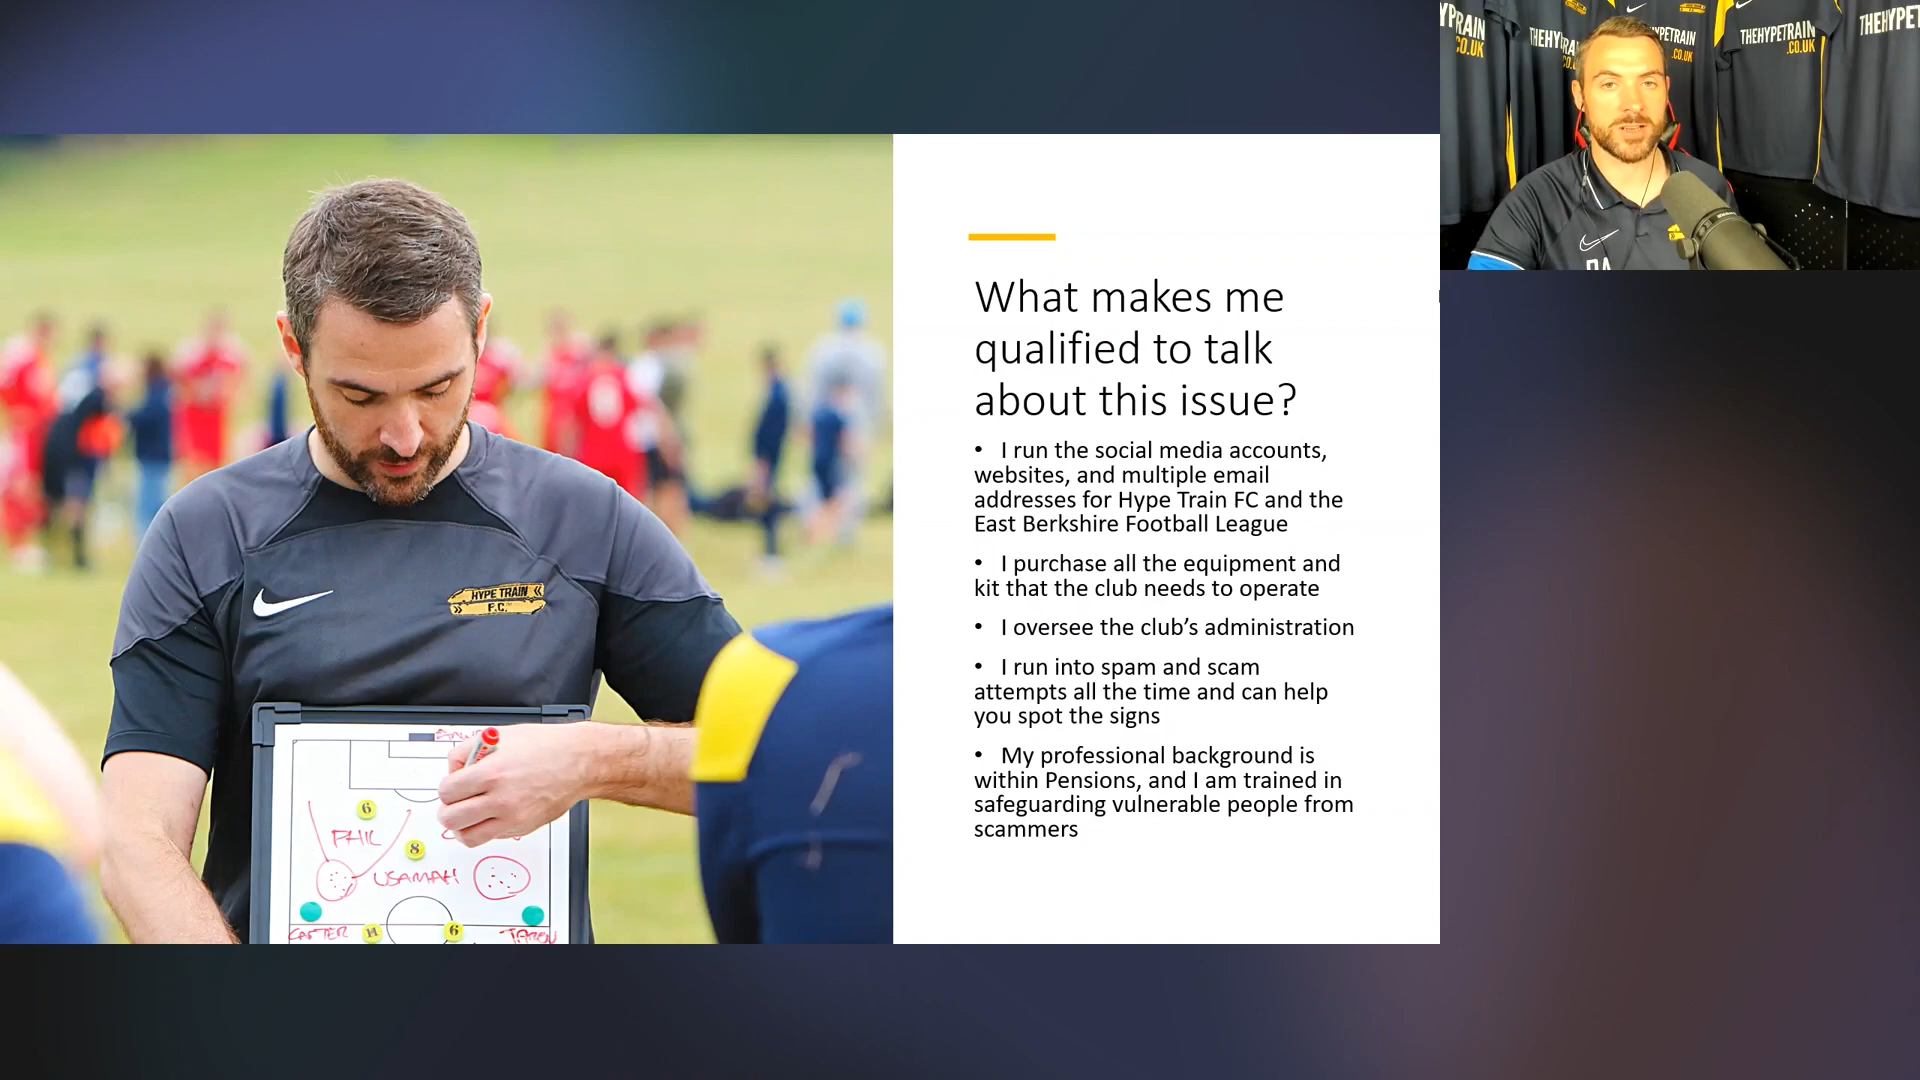 What makes me
qualified to talk
about this issue?
• I run the social media accounts,
websites, and multiple email
addresses for Hype Train FC and the
East Berkshire Football League
• I purchase all the equipment and
kit that the club needs to operate
• I oversee the club’s administration
• I run into spam and scam
attempts all the time and can help
you spot the signs
• My professional background is
within Pensions, and I am trained in
safeguarding vulnerable people from
scammers
HYPE TRAIN
F.C.
6
PHIL
8
USAMAH
CARTER
6
THEHYPETRAIN
.CO.UK